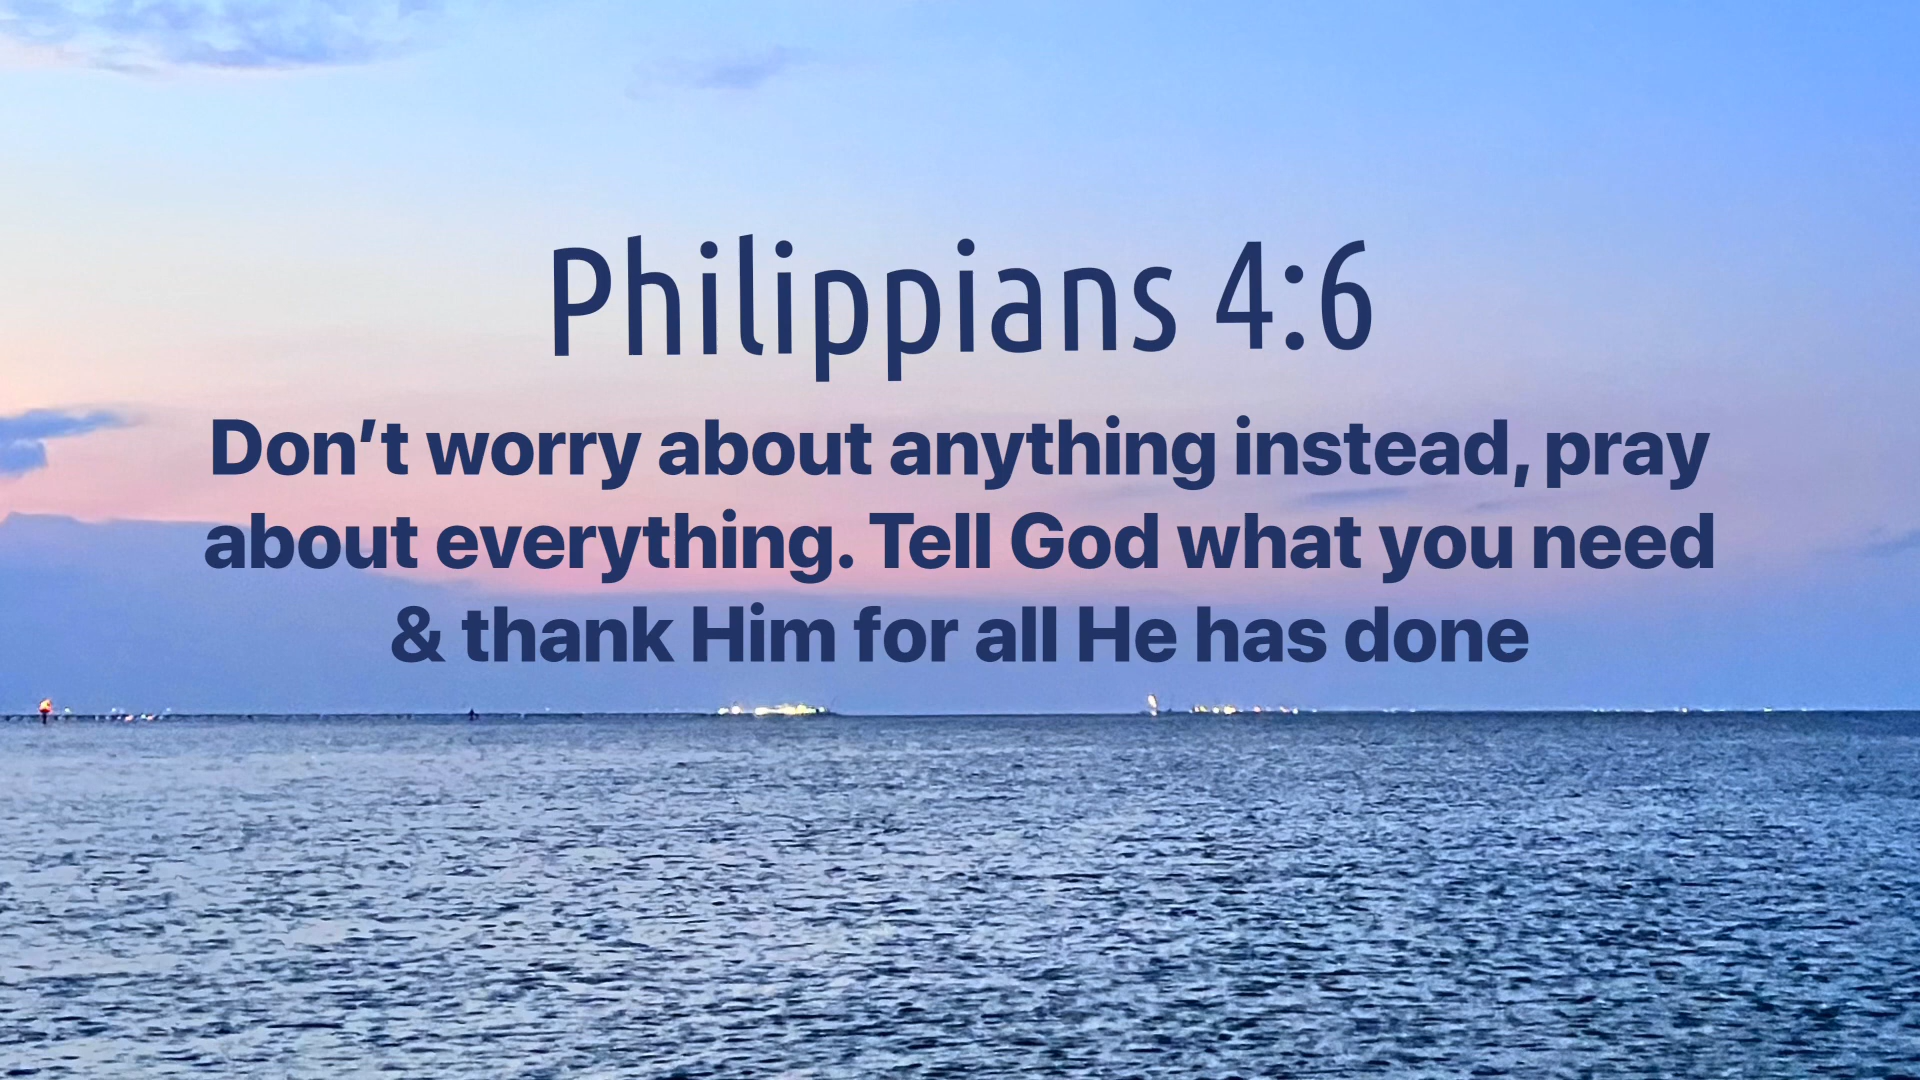 Philippians 4:6
Don’t worry about anything instead, pray
about everything. Tell God what you need
& thank Him for all He has done